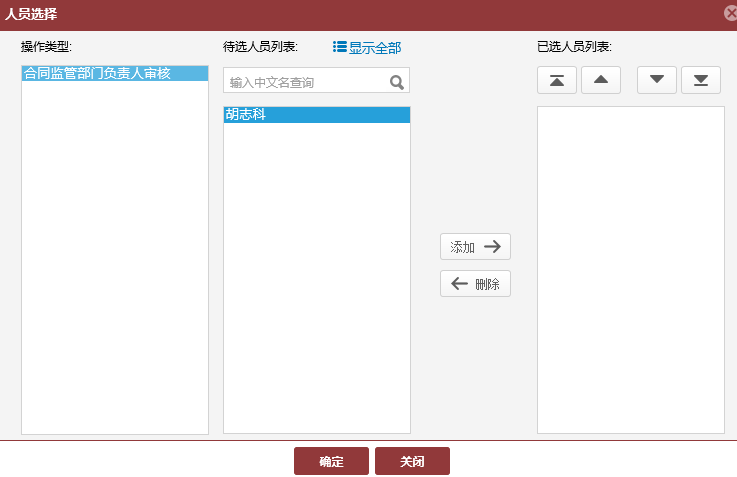 人员选择
操作类型:
待选人员列表:
显示全部
已选人员列表:
合同监管部门负责人审核
输入中文名查询
胡志科
添加
删除
确定
关闭